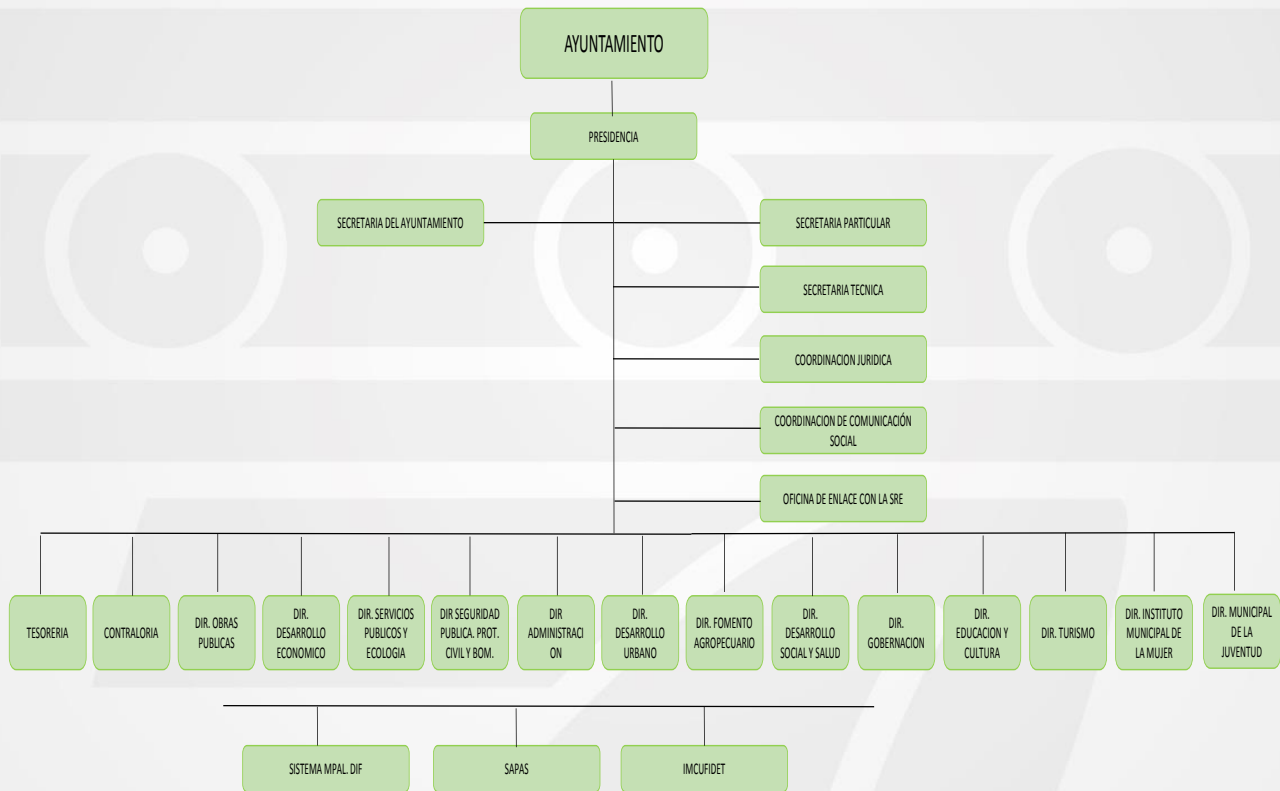 AYUNTAMIENTO
PRESIDENCIA
SECRETARIA DEL AYUNTAMIENTO
SECRETARIA PARTICULAR
SECRETARIA TECNICA
COORDINACION JURIDICA
COORDINACION DE COMUNICACIÓN
SOCIAL
OFICINA DE ENLACE CON LA SRE
TESORERIA
CONTRALORIA
DIR. OBRAS
PUBLICAS
DIR.
DESARROLLO
ECONOMICO
DIR. SERVICIOS
PUBLICOS Y
ECOLOGIA
DIR SEGURIDAD
PUBLICA. PROT.
CIVIL Y BOM.
DIR
ADMINISTRACI
ON
DIR.
DESARROLLO
URBANO
DIR. FOMENTO
AGROPECUARIO
DIR.
DESARROLLO
SOCIAL Y SALUD
DIR.
GOBERNACION
DIR.
EDUCACION Y
CULTURA
DIR. TURISMO
DIR. INSTITUTO
MUNICIPAL DE
LA MUJER
DIR. MUNICIPAL
DE LA
JUVENTUD
SISTEMA MPAL. DIF
SAPAS
IMCUFIDET